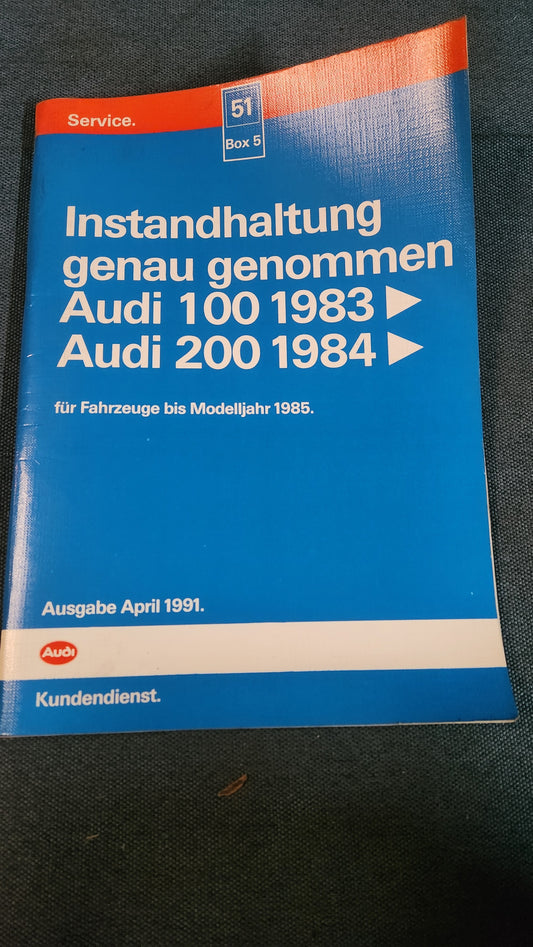 Service.
51
Box 5
Instandhaltung
genau genommen
Audi 100 1983 ▶
Audi 200 1984 ▶
für Fahrzeuge bis Modelljahr 1985.
Ausgabe April 1991.
Audi
Kundendienst.